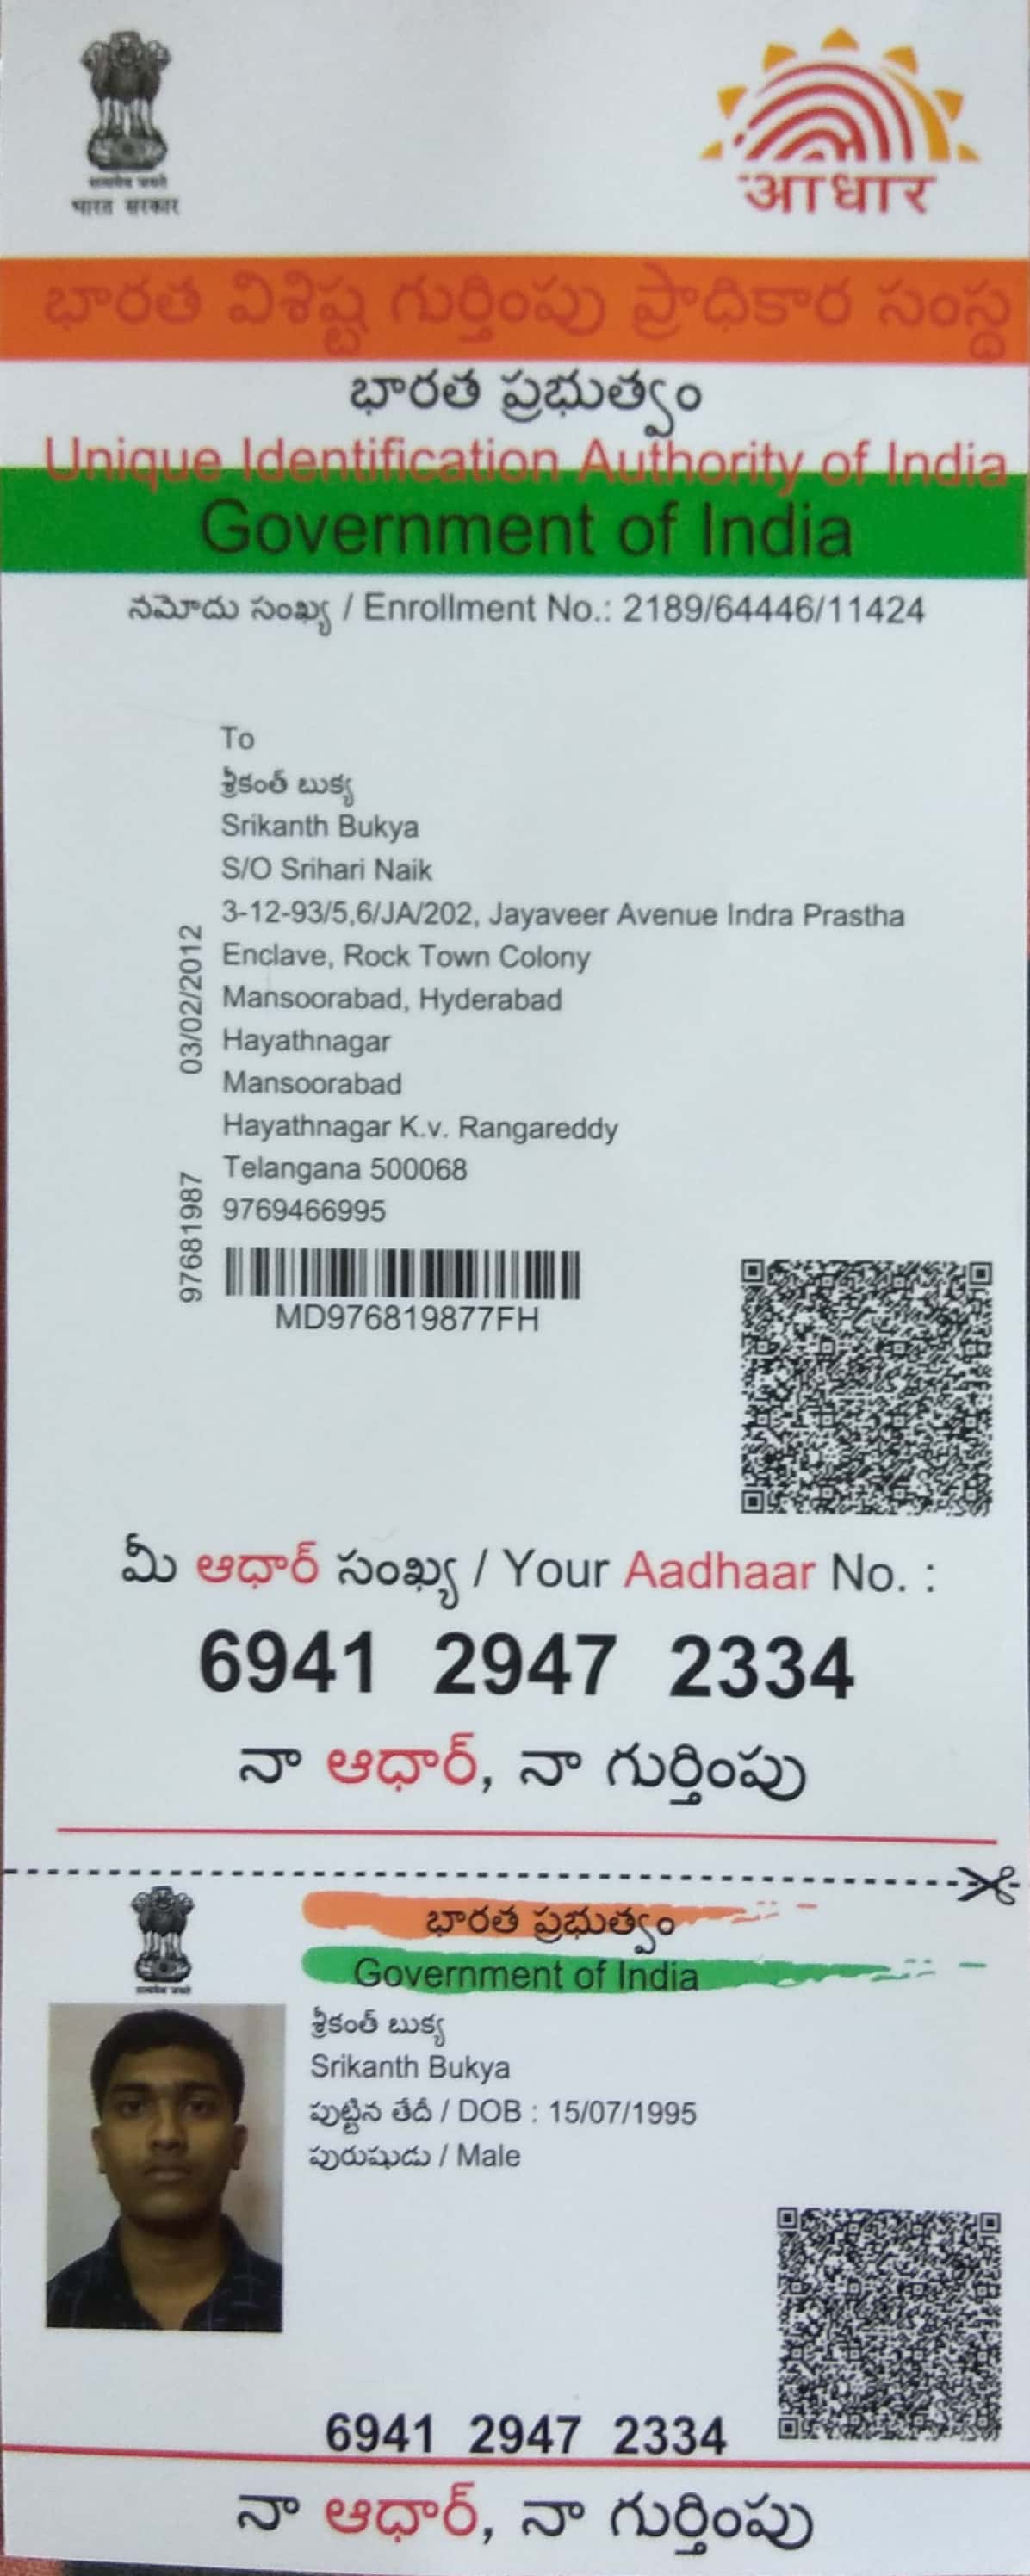 सत्यमेव जयते
भारत सरकार
आधार
భారత విశిష్ట గుర్తింపు ప్రాధికార సంస్థ
భారత ప్రభుత్వం
Unique Identification Authority of India
Government of India
నమోదు సంఖ్య / Enrollment No.: 2189/64446/11424
To
శ్రీకంత్ బుక్య
Srikanth Bukya
S/O Srihari Naik
3-12-93/5,6/JA/202, Jayaveer Avenue Indra Prastha
Enclave, Rock Town Colony
Mansoorabad, Hyderabad
Hayathnagar
Mansoorabad
Hayathnagar K.v. Rangareddy
Telangana 500068
9769466995
03/02/2012
97681987
MD976819877FH
మీ ఆధార్ సంఖ్య / Your Aadhaar No. :
6941 2947 2334
నా ఆధార్, నా గుర్తింపు
భారత ప్రభుత్వం
Government of India
सत्यमेव जयते
శ్రీకంత్ బుక్య
Srikanth Bukya
పుట్టిన తేదీ / DOB : 15/07/1995
పురుషుడు / Male
6941 2947 2334
నా ఆధార్, నా గుర్తింపు